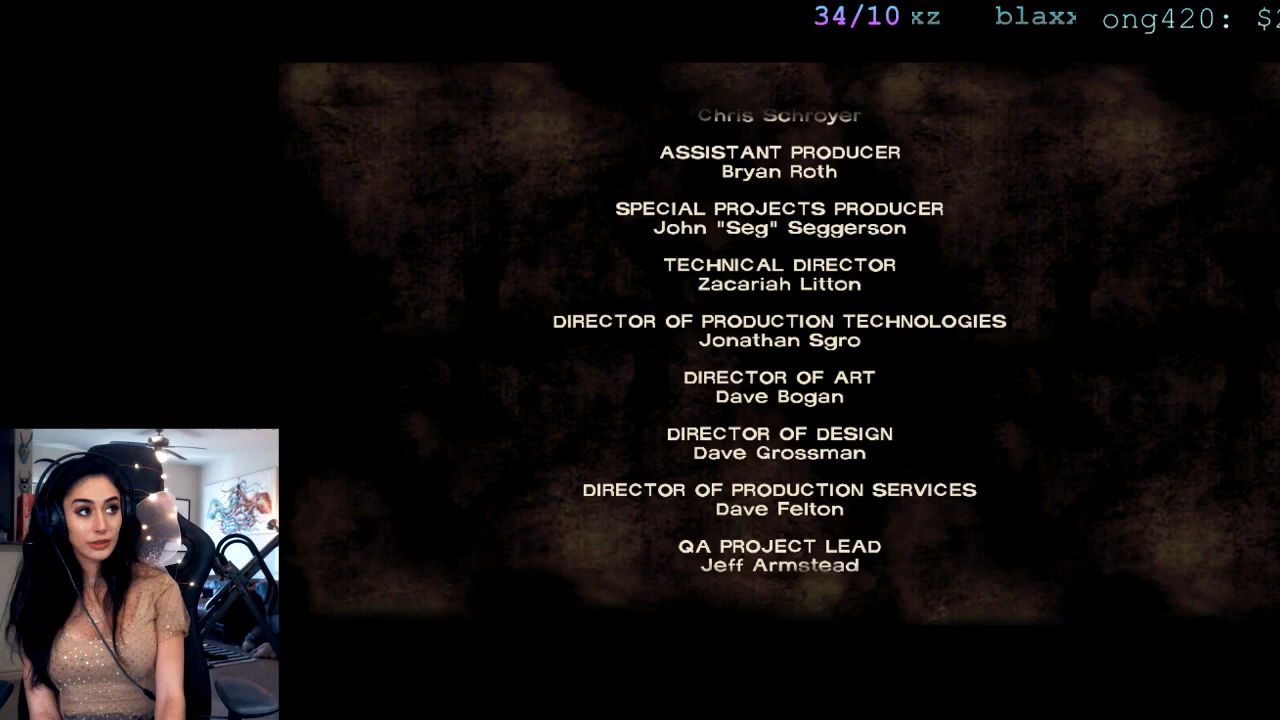 34/10 xz blaxx ong420: $
Chris Schroyer
ASSISTANT PRODUCER
Bryan Roth
SPECIAL PROJECTS PRODUCER
John "Seg" Seggerson
TECHNICAL DIRECTOR
Zacariah Litton
DIRECTOR OF PRODUCTION TECHNOLOGIES
Jonathan Sgro
DIRECTOR OF ART
Dave Bogan
DIRECTOR OF DESIGN
Dave Grossman
DIRECTOR OF PRODUCTION SERVICES
Dave Felton
QA PROJECT LEAD
Jeff Armstead